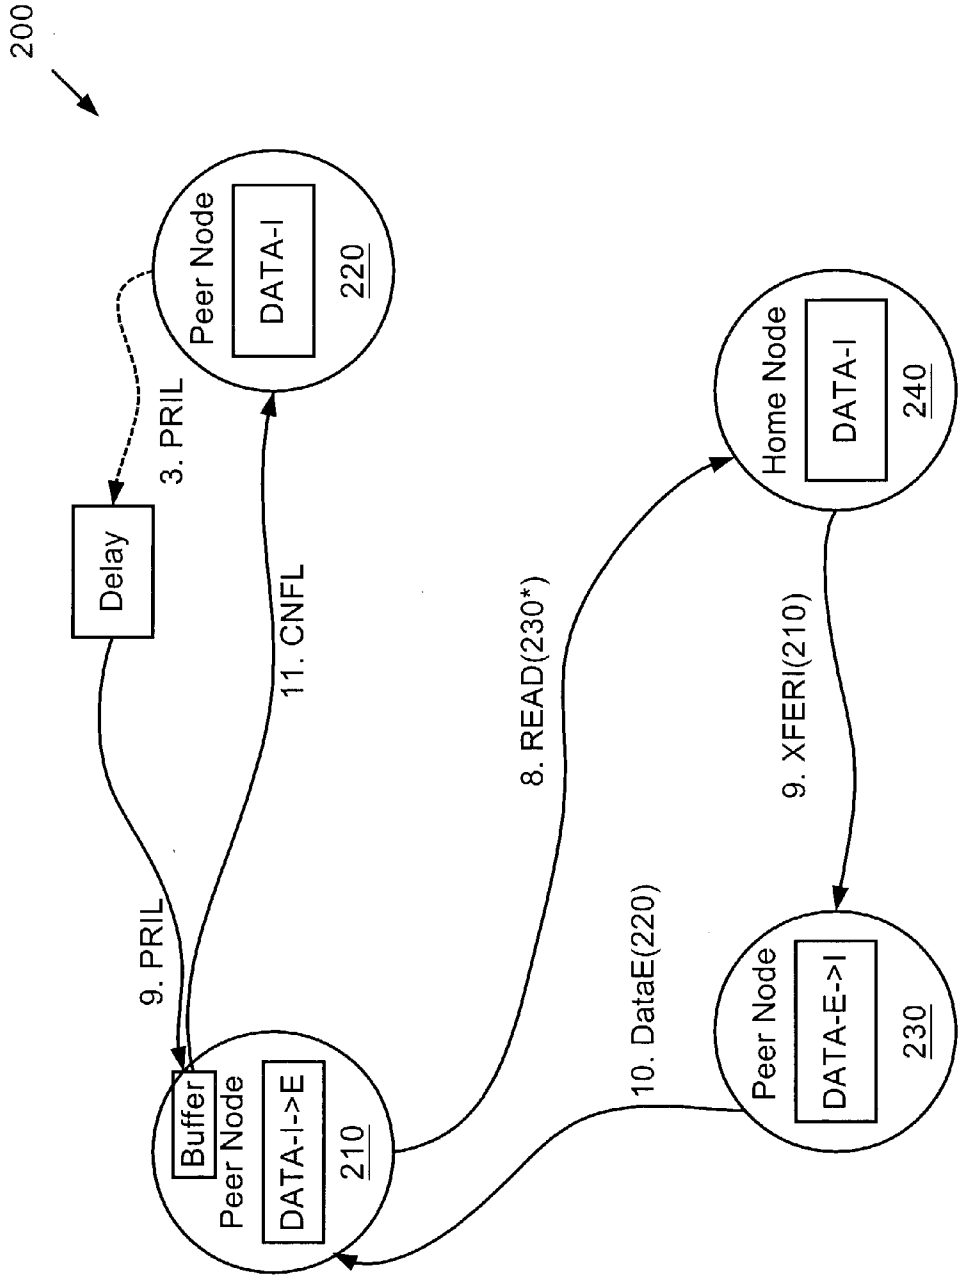 200
Delay
3. PRIL
9. PRIL
11. CNFL
Buffer
Peer Node
DATA-I->E
210
Peer Node
DATA-I
220
8. READ(230*)
10. DataE(220)
9. XFERI(210)
Peer Node
DATA-E->I
230
Home Node
DATA-I
240